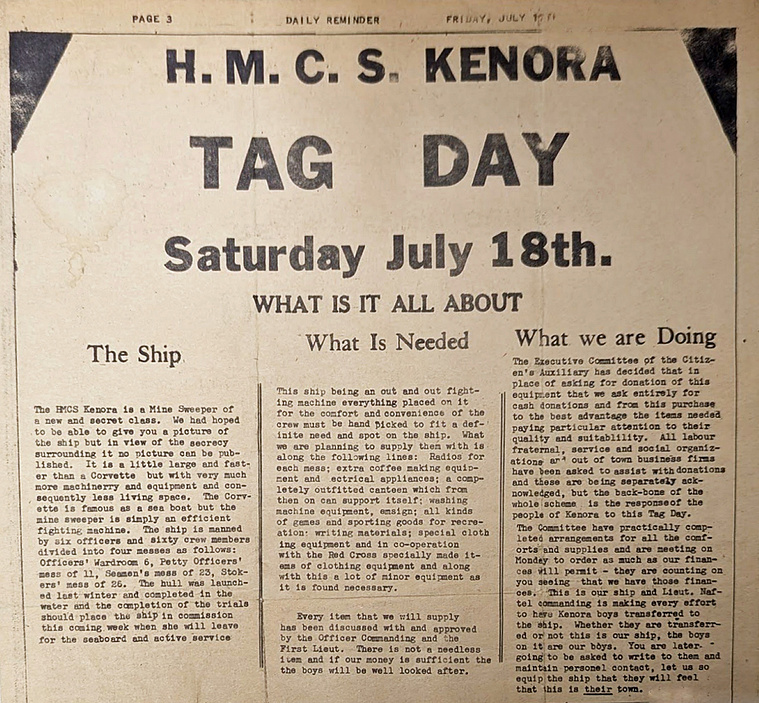 PAGE 3
DAILY REMINDER
FRIDAY, JULY
H. M. C. S. KENORA
TAG DAY
Saturday July 18th.
WHAT IS IT ALL ABOUT
The Ship
The HMCS Kenora is a Mine Sweeper of
a new and secret class. We had hoped
to be able to give you a picture of
the ship but in view of the secrecy
surrounding it no picture can be pub-
lished. It is a little large and fast-
er than a Corvette but with very much
more machinery and equipment and con-
sequently less living space. The Corv-
ette is famous as a sea boat but the
mine sweeper is simply an efficient
fighting machine. The ship is manned
by six officers and sixty crew members
divided into four messes as follows:
Officers' Wardroom 6, Petty Officers'
mess of 11, Seamen's mess of 23, Stok-
ers' mess of 26. The hull was launch-
ed last winter and completed in the
water and the completion of the trials
should place the ship in commission
this coming week when she will leave
for the seaboard and active service
What Is Needed
This ship being an out and out fight-
ing machine everything placed on it
for the comfort and convenience of the
crew must be hand picked to fit a def-
inite need and spot on the ship. What
we are planning to supply them with is
along the following lines: Radios for
each mess; extra coffee making equip-
ment and ectrical appliances; a comp-
letely outfitted canteen which from
then on can support itself; washing
machine equipment, emsign; all kinds
of games and sporting goods for recre-
ation; writing materials; special cloth
ing equipment and in co-operation
with the Red Cross specially made it-
ems of clothing equipment and along
with this a lot of minor equipment as
it is found necessary.
Every item that we will supply
has been discussed with and approved
by the Officer Commanding and the
First Lieut. There is not a needless
item and if our money is sufficient the
the boys will be well looked after.
What we are Doing
The Executive Committee of the Citiz-
en's Auxiliary has decided that in
place of asking for donation of this
equipment that we ask entirely for
cash donations and from this purchase
to the best advantage the items needed
paying particular attention to their
quality and suitablility. All labour
fraternal, service and social organiz-
ations and out of town business firms
have been asked to assist with donations
and these are being separately ack-
nowledged, but the back-bone of the
whole scheme is the responseof the
people of Kenora to this Tag Day.
The Committee have practically comp-
leted arrangements for all the comf-
orts and supplies and are meeting on
Monday to order as much as our finan-
ces will permit - they are counting on
you seeing that we have those finan-
ces. This is our ship and Lieut. Naf-
tel commanding is making every effort
to have Kenora boys transferred to
the ship. Whether they are transferr-
ed or not this is our ship, the boys
on it are our boys. You are later
going to be asked to write to them and
maintain personel contact, let us so
equip the ship that they will feel
that this is their town.